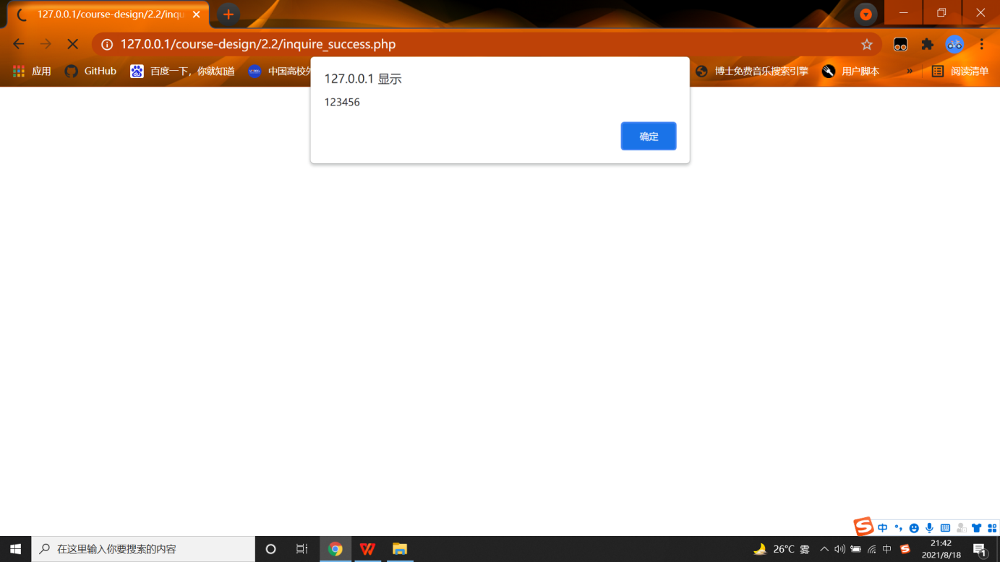 127.0.0.1/course-design/2.2/inqu
127.0.0.1/course-design/2.2/inquire_success.php
应用 GitHub 百度一下，你就知道 中国高校 博士免费音乐搜索引擎 用户脚本 » 阅读清单
127.0.0.1 显示
123456
确定
中
在这里输入你要搜索的内容
26°C 雾 中
21:42
2021/8/18
1